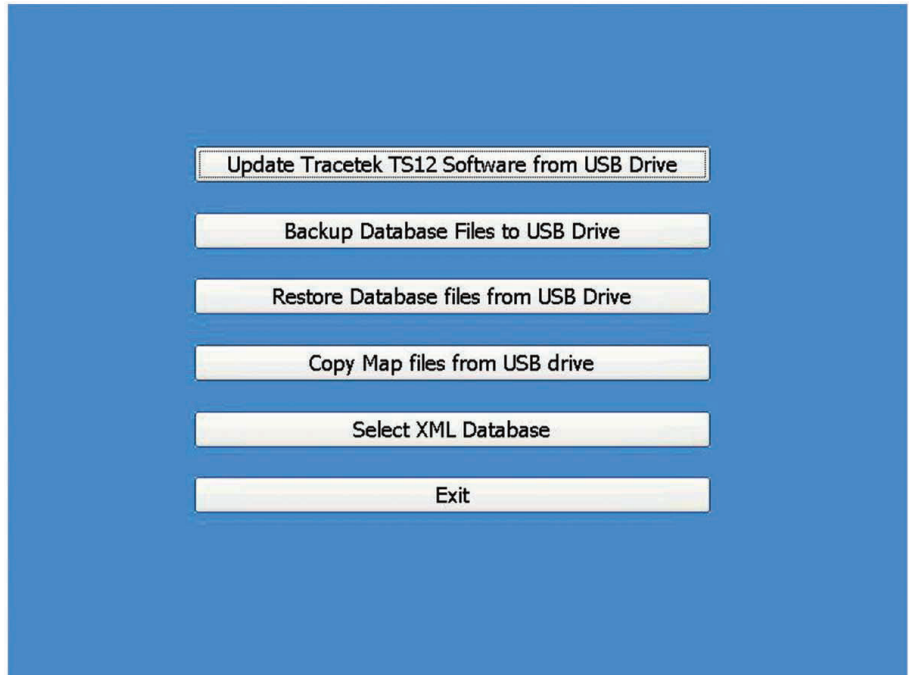 Update Tracetek TS12 Software from USB Drive
Backup Database Files to USB Drive
Restore Database files from USB Drive
Copy Map files from USB drive
Select XML Database
Exit